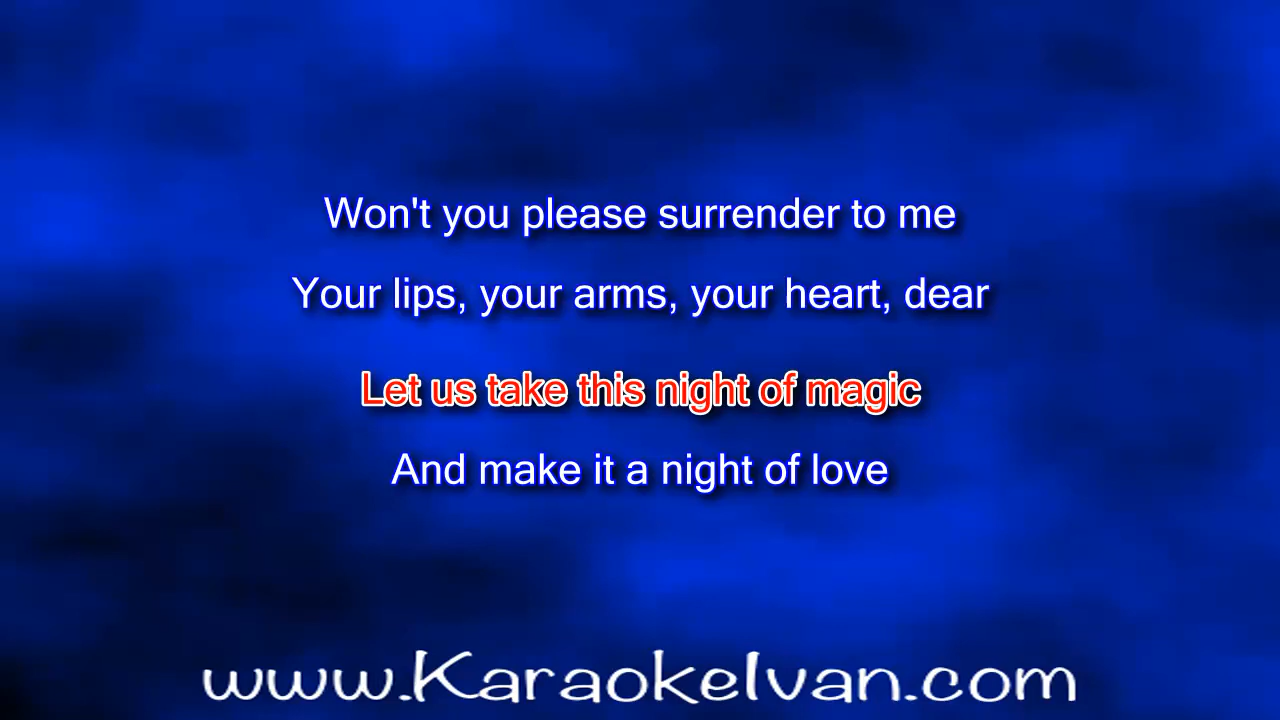 Won't you please surrender to me
Your lips, your arms, your heart, dear
Let us take this night of magic
And make it a night of love
www.KaraokeIvan.com